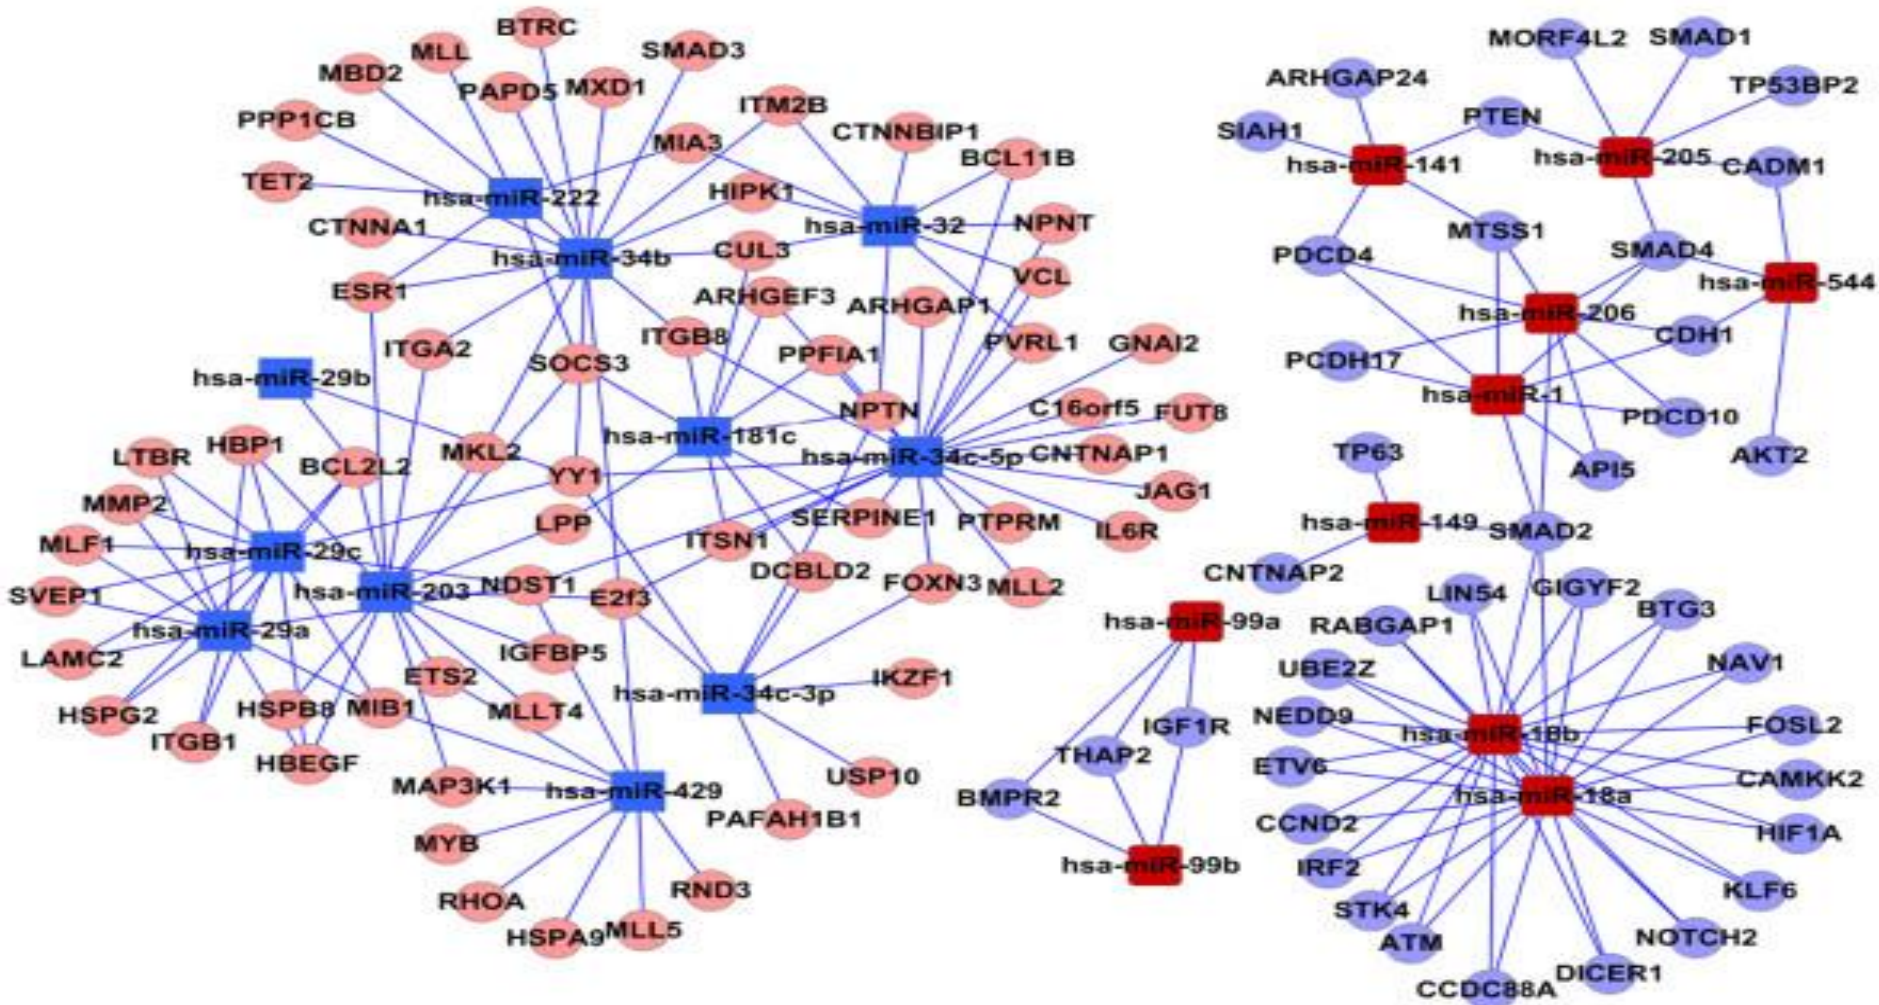 BTRC
MLL
SMAD3
MBD2
PAPD5
MXD1
ITM2B
PPP1CB
MIA3
CTNNBIP1
BCL11B
TET2
hsa-miR-222
HIPK1
hsa-miR-32
NPNT
CTNNA1
hsa-miR-34b
CUL3
VCL
ESR1
ARHGEF3
ARHGAP1
ITGA2
SOCS3
ITGB8
PPFIA1
PVRL1
GNAI2
hsa-miR-29b
NPTN
C16orf5
FUT8
hsa-miR-181c
hsa-miR-34c-5p
CNTNAP1
LTBR
HBP1
BCL2L2
MKL2
YY1
JAG1
MMP2
LPP
SERPINE1
PTPRM
IL6R
MLF1
hsa-miR-29c
ITSN1
DCBLD2
FOXN3
MLL2
SVEP1
hsa-miR-203
NDST1
E2f3
hsa-miR-29a
LAMC2
IGFBP5
ETS2
hsa-miR-34c-3p
IKZF1
HSPG2
HSPB8
MIB1
MLLT4
ITGB1
HBEGF
MAP3K1
hsa-miR-429
USP10
PAFAH1B1
MYB
RHOA
RND3
HSPA9
MLL5
MORF4L2
SMAD1
ARHGAP24
TP53BP2
SIAH1
PTEN
hsa-miR-141
hsa-miR-205
CADM1
PDCD4
MTSS1
SMAD4
hsa-miR-544
hsa-miR-206
CDH1
PCDH17
hsa-miR-1
PDCD10
TP63
API5
AKT2
hsa-miR-149
SMAD2
CNTNAP2
LIN54
GIGYF2
BTG3
hsa-miR-99a
RABGAP1
UBE2Z
NAV1
NEDD9
IGF1R
hsa-miR-18b
FOSL2
THAP2
ETV6
CAMKK2
BMPR2
hsa-miR-18a
CCND2
HIF1A
hsa-miR-99b
IRF2
KLF6
STK4
ATM
NOTCH2
DICER1
CCDC88A